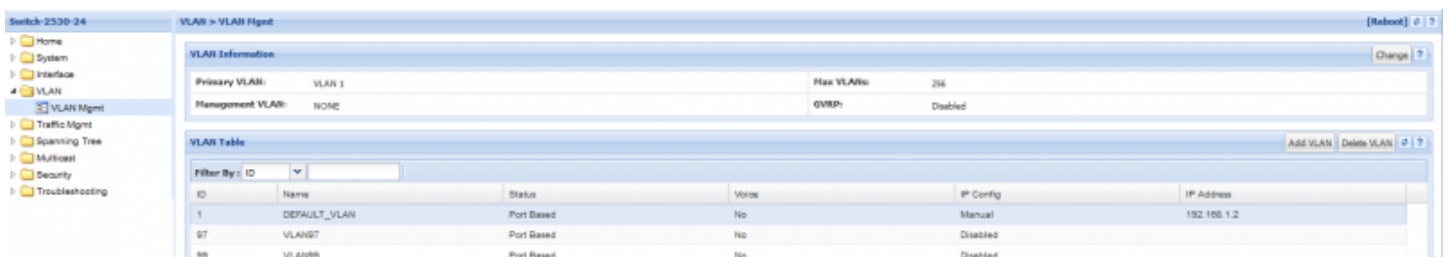 Switch-2530-24
VLAN > VLAN Mgmt
[Reboot] ?
Home
System
Interface
VLAN
VLAN Mgmt
Traffic Mgmt
Spanning Tree
Multicast
Security
Troubleshooting
VLAN Information
Change ?
Primary VLAN: VLAN 1 Max VLANs: 256
Management VLAN: NONE GVRP: Disabled
VLAN Table
Add VLAN Delete VLAN ?
Filter By: ID
ID Name Status Voice IP Config IP Address
1 DEFAULT_VLAN Port Based No Manual 192.168.1.2
97 VLAN97 Port Based No Disabled
99 VLAN99 Port Based No Disabled